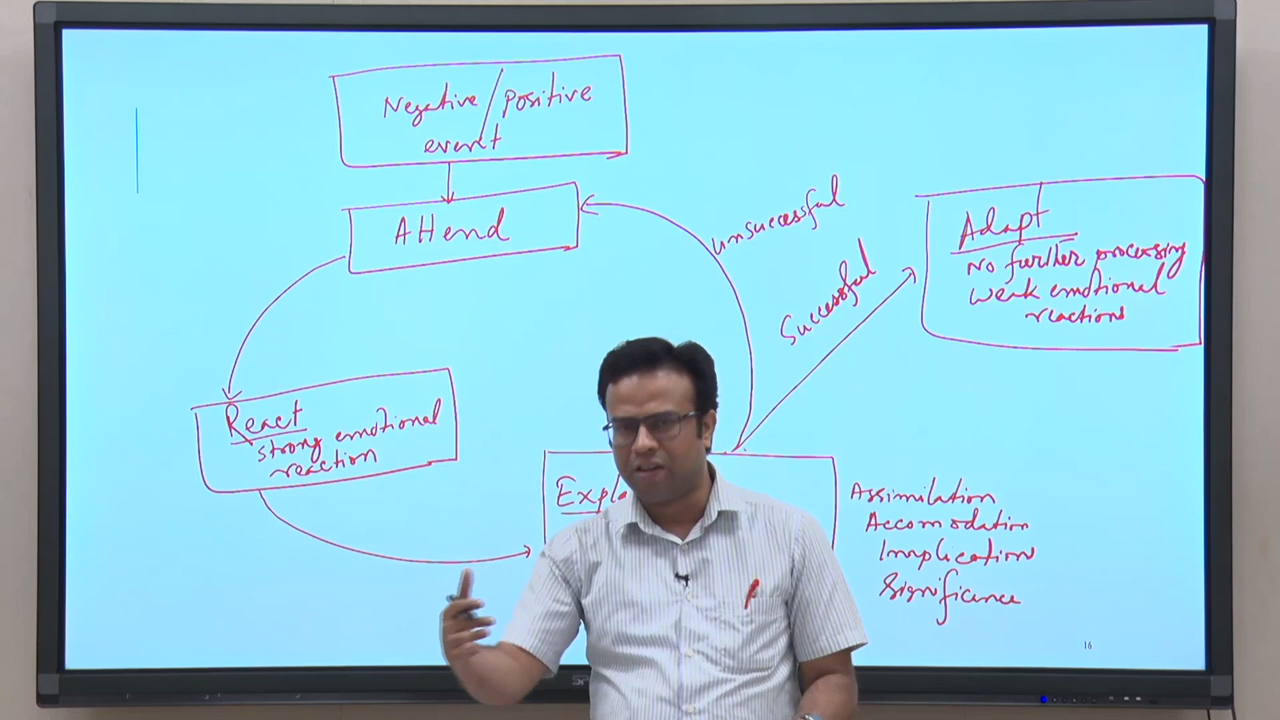 Negative/positive
event
Attend
unsuccessful
Successful
Adapt
No further processing
weak emotional
reactions
React
strong emotional
reaction
Expla
Assimilation
Accomodation
Implication
Significance
16